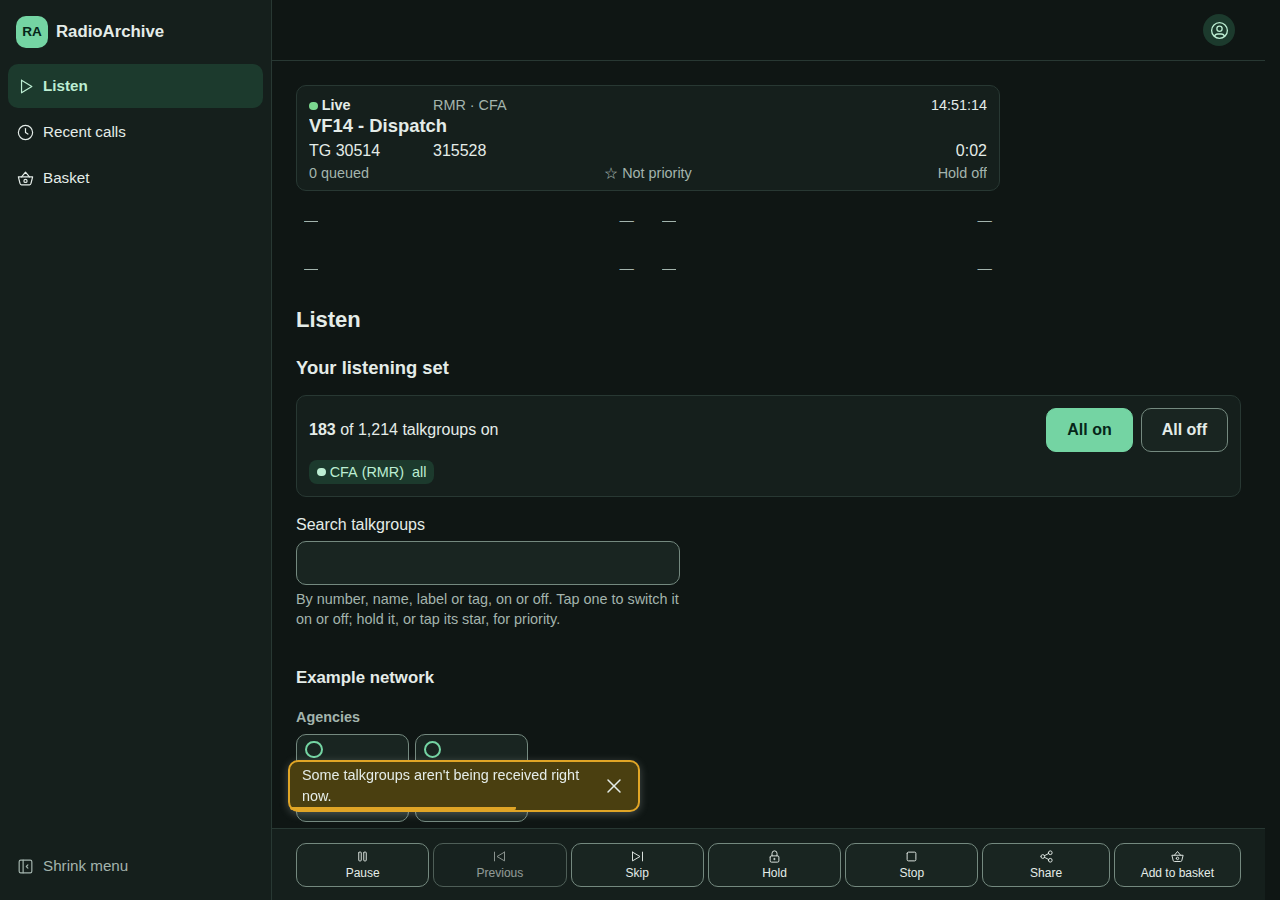 RA RadioArchive
Listen
Recent calls
Basket
Shrink menu
Live RMR · CFA 14:51:14
VF14 - Dispatch
TG 30514 315528 0:02
0 queued ☆ Not priority Hold off
— — — —
— — — —
Listen
Your listening set
183 of 1,214 talkgroups on All on All off
CFA (RMR) all
Search talkgroups
By number, name, label or tag, on or off. Tap one to switch it
on or off; hold it, or tap its star, for priority.
Example network
Agencies
Some talkgroups aren't being received right
now.
Pause Previous Skip Hold Stop Share Add to basket